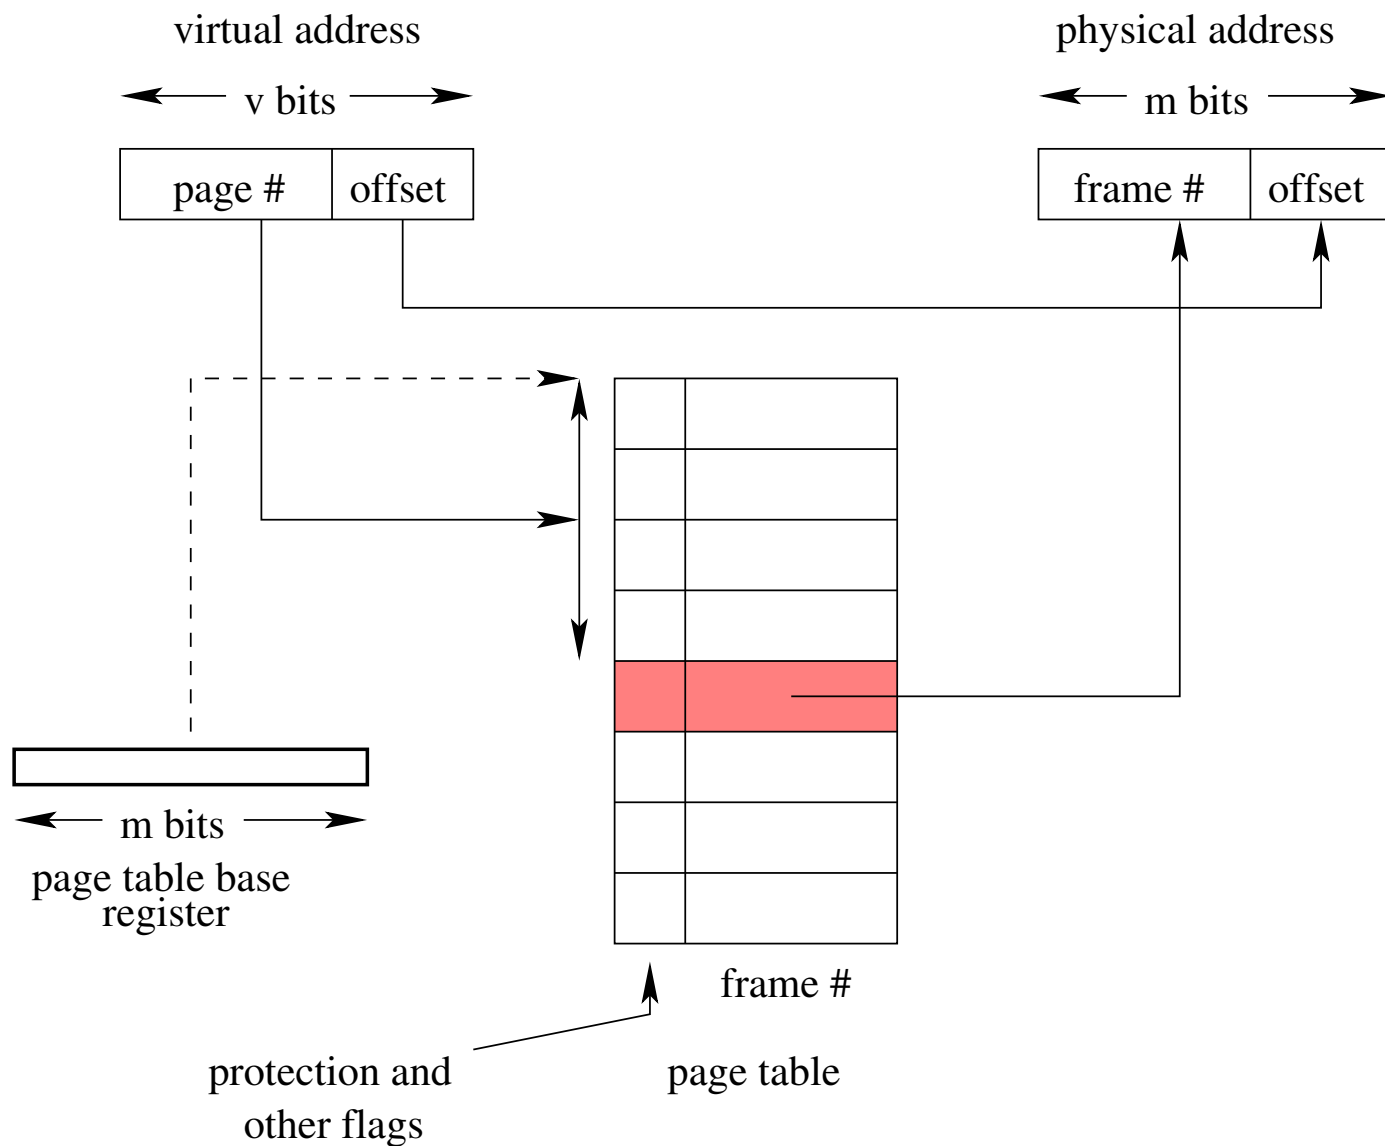 virtual address
physical address
v bits
m bits
page #
offset
frame #
offset
m bits
page table base
register
frame #
page table
protection and
other flags